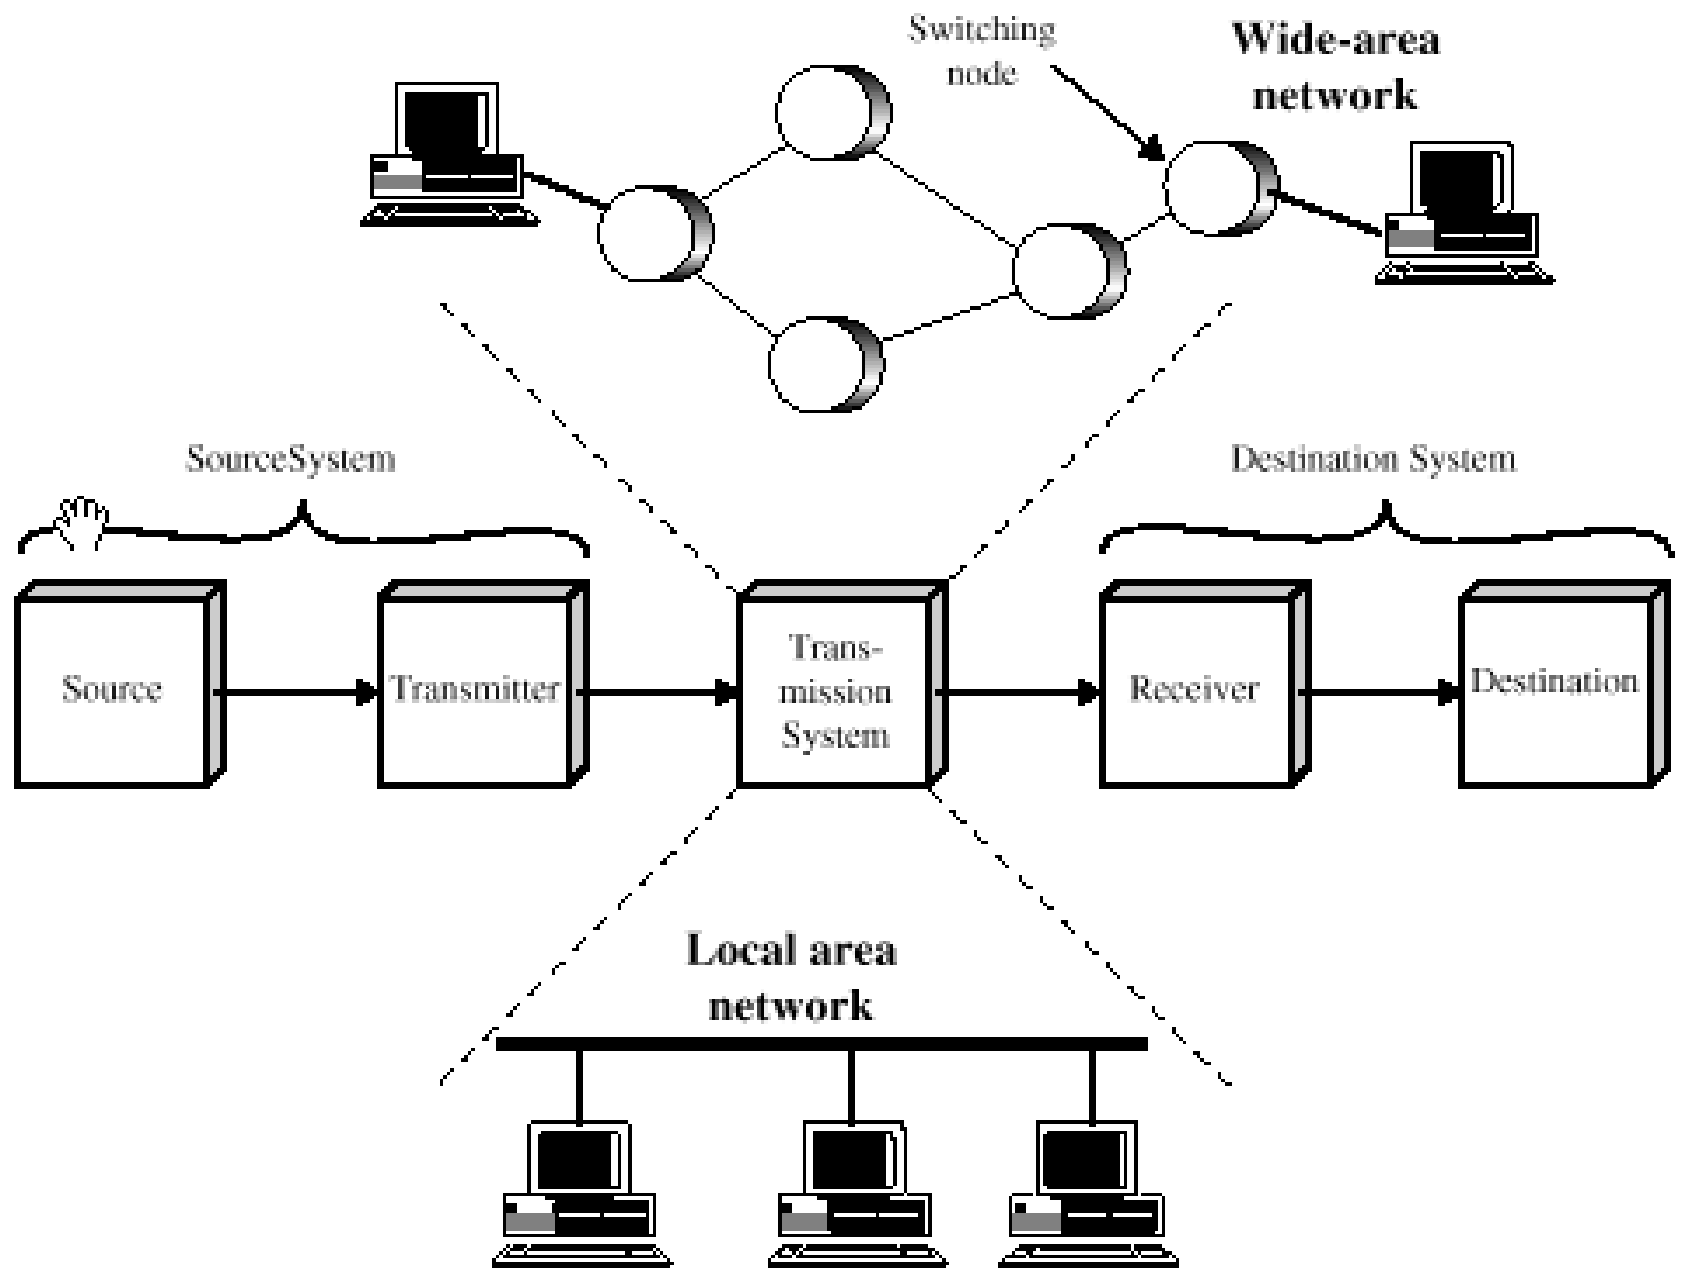 Switching
node
Wide-area
network
SourceSystem
Destination System
Source
Transmitter
Trans-
mission
System
Receiver
Destination
Local area
network